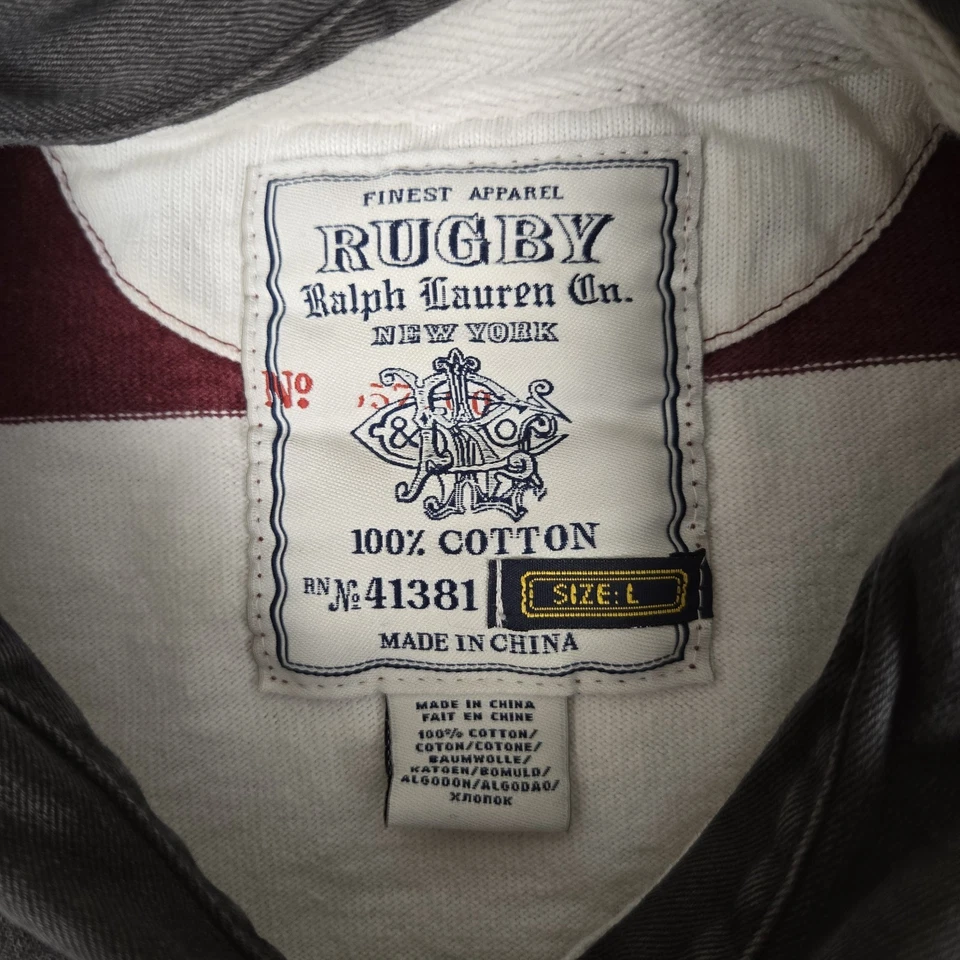 FINEST APPAREL
RUGBY
Ralph Lauren Co.
NEW YORK
No
&
100% COTTON
RN No 41381
SIZE: L
MADE IN CHINA
MADE IN CHINA
FAIT EN CHINE
100% COTTON/
COTON/COTONE/
BAUMWOLLE/
KATOEN/BOMULD/
ALGODON/ALGODAO/
ХЛОПОК